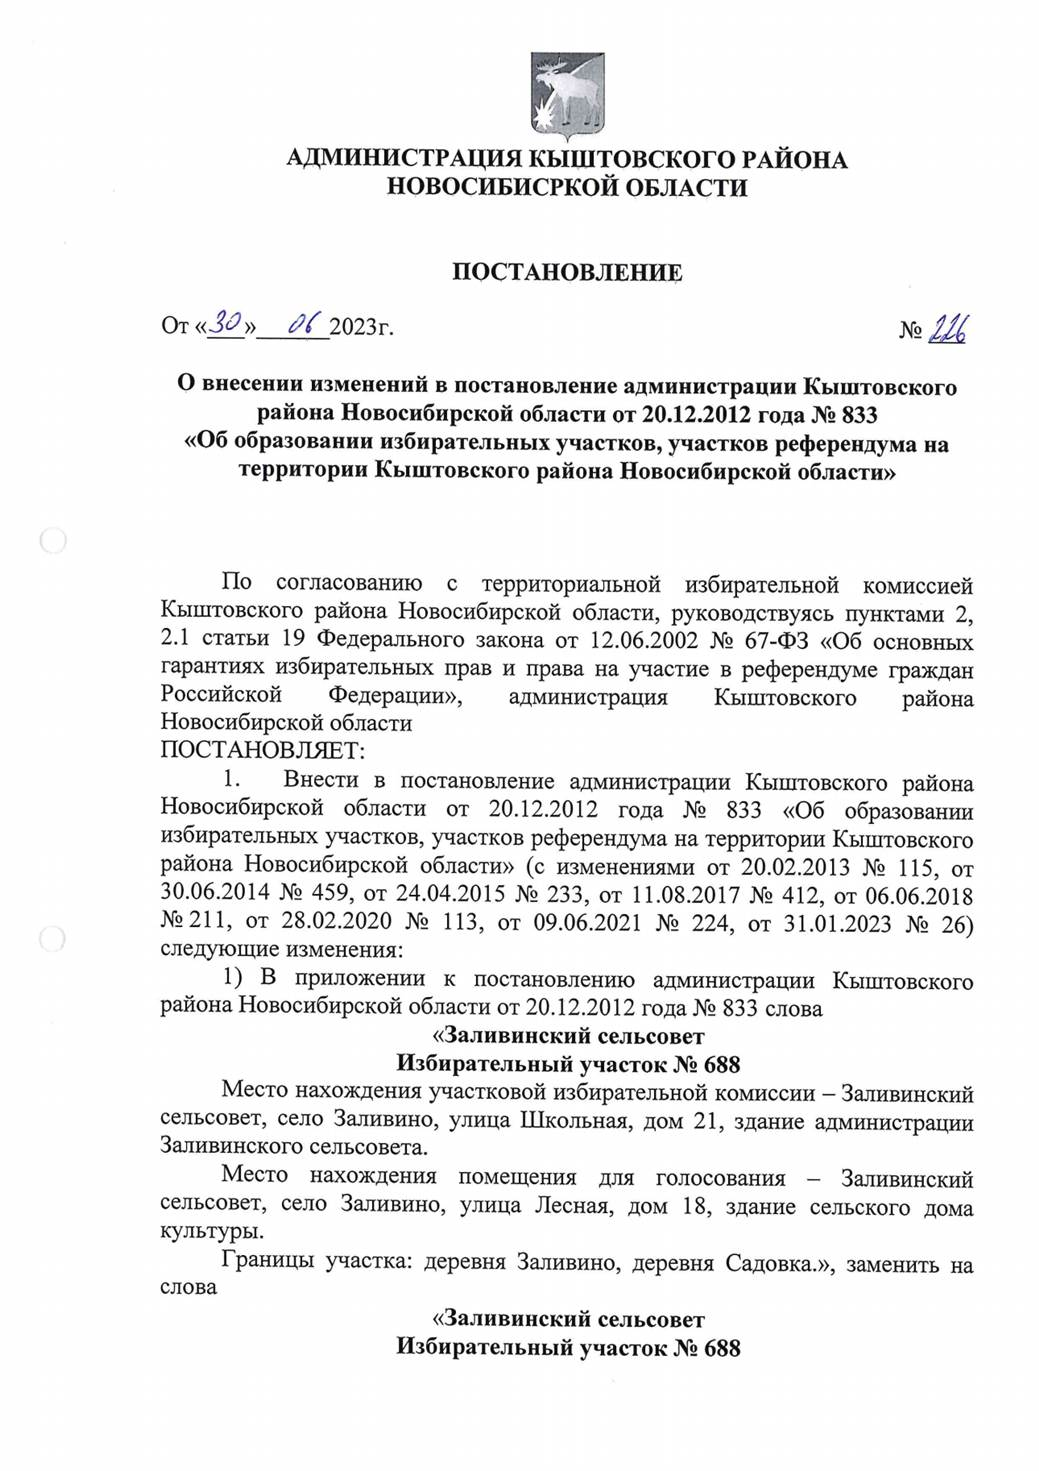 АДМИНИСТРАЦИЯ КЫШТОВСКОГО РАЙОНА
НОВОСИБИСРКОЙ ОБЛАСТИ
ПОСТАНОВЛЕНИЕ
От «30» 06 2023г. № 226
О внесении изменений в постановление администрации Кыштовского
района Новосибирской области от 20.12.2012 года № 833
«Об образовании избирательных участков, участков референдума на
территории Кыштовского района Новосибирской области»
По согласованию с территориальной избирательной комиссией
Кыштовского района Новосибирской области, руководствуясь пунктами 2,
2.1 статьи 19 Федерального закона от 12.06.2002 № 67-ФЗ «Об основных
гарантиях избирательных прав и права на участие в референдуме граждан
Российской Федерации», администрация Кыштовского района
Новосибирской области
ПОСТАНОВЛЯЕТ:
1. Внести в постановление администрации Кыштовского района
Новосибирской области от 20.12.2012 года № 833 «Об образовании
избирательных участков, участков референдума на территории Кыштовского
района Новосибирской области» (с изменениями от 20.02.2013 № 115, от
30.06.2014 № 459, от 24.04.2015 № 233, от 11.08.2017 № 412, от 06.06.2018
№ 211, от 28.02.2020 № 113, от 09.06.2021 № 224, от 31.01.2023 № 26)
следующие изменения:
1) В приложении к постановлению администрации Кыштовского
района Новосибирской области от 20.12.2012 года № 833 слова
«Заливинский сельсовет
Избирательный участок № 688
Место нахождения участковой избирательной комиссии – Заливинский
сельсовет, село Заливино, улица Школьная, дом 21, здание администрации
Заливинского сельсовета.
Место нахождения помещения для голосования – Заливинский
сельсовет, село Заливино, улица Лесная, дом 18, здание сельского дома
культуры.
Границы участка: деревня Заливино, деревня Садовка.», заменить на
слова
«Заливинский сельсовет
Избирательный участок № 688